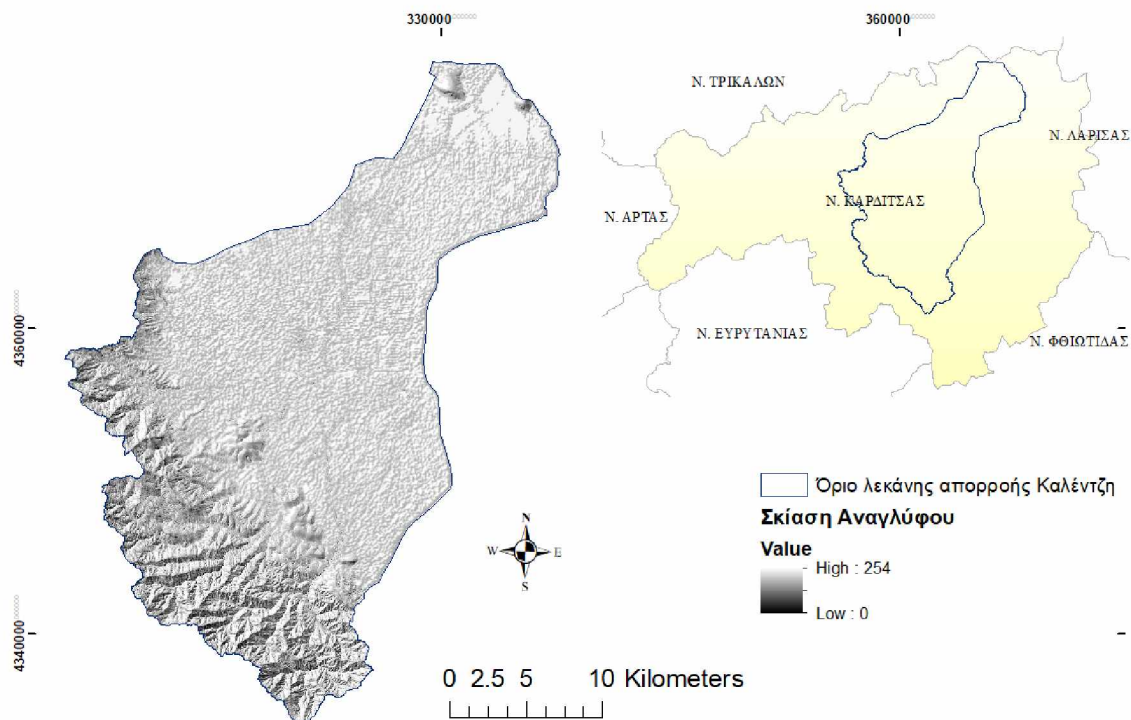 330000
360000
Ν. ΤΡΙΚΑΛΩΝ
Ν. ΛΑΡΙΣΑΣ
Ν. ΚΑΡΔΙΤΣΑΣ
Ν. ΑΡΤΑΣ
Ν. ΕΥΡΥΤΑΝΙΑΣ
Ν. ΦΘΙΩΤΙΔΑΣ
4360000
4340000
N
W E
S
Όριο λεκάνης απορροής Καλέντζη
Σκίαση Αναγλύφου
Value
High : 254
Low : 0
0 2.5 5 10 Kilometers